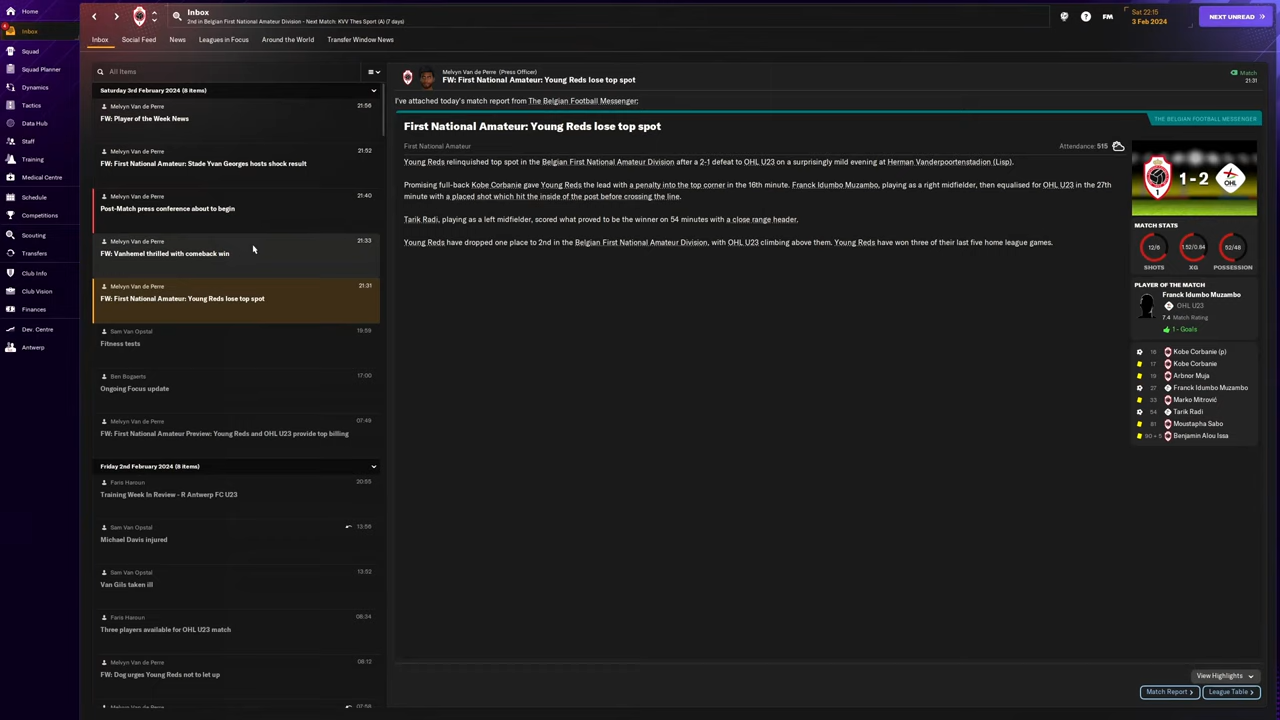 Home
Inbox
Squad
Squad Planner
Dynamics
Tactics
Data Hub
Staff
Training
Medical Centre
Schedule
Competitions
Scouting
Transfers
Club Info
Club Vision
Finances
Dev. Centre
Antwerp
Inbox
2nd in Belgian First National Amateur Division - Next Match: KVV Thes Sport (A) (7 days)
FM
Sat 22:15
3 Feb 2024
NEXT UNREAD
Inbox
Social Feed
News
Leagues in Focus
Around the World
Transfer Window News
All Items
Saturday 3rd February 2024 (8 items)
Melvyn Van de Perre 21:56
FW: Player of the Week News
Melvyn Van de Perre 21:52
FW: First National Amateur: Stade Yvan Georges hosts shock result
Melvyn Van de Perre 21:40
Post-Match press conference about to begin
Melvyn Van de Perre 21:33
FW: Vanhemel thrilled with comeback win
Melvyn Van de Perre 21:31
FW: First National Amateur: Young Reds lose top spot
Sam Van Opstal 19:59
Fitness tests
Ben Bogaerts 17:00
Ongoing Focus update
Melvyn Van de Perre 07:49
FW: First National Amateur Preview: Young Reds and OHL U23 provide top billing
Friday 2nd February 2024 (8 items)
Faris Haroun 20:55
Training Week In Review - R Antwerp FC U23
Sam Van Opstal 13:56
Michael Davis injured
Sam Van Opstal 13:52
Van Gils taken ill
Faris Haroun 08:34
Three players available for OHL U23 match
Melvyn Van de Perre 08:12
FW: Dog urges Young Reds not to let up
Melvyn Van de Perre 07:56
Melvyn Van de Perre (Press Officer)
FW: First National Amateur: Young Reds lose top spot
Match
21:31
I've attached today's match report from The Belgian Football Messenger:
THE BELGIAN FOOTBALL MESSENGER
First National Amateur: Young Reds lose top spot
First National Amateur
Attendance: 515
Young Reds relinquished top spot in the Belgian First National Amateur Division after a 2-1 defeat to OHL U23 on a surprisingly mild evening at Herman Vanderpoortenstadion (Lisp).
Promising full-back Kobe Corbanie gave Young Reds the lead with a penalty into the top corner in the 16th minute. Franck Idumbo Muzambo, playing as a right midfielder, then equalised for OHL U23 in the 27th
minute with a placed shot which hit the inside of the post before crossing the line.
Tarik Radi, playing as a left midfielder, scored what proved to be the winner on 54 minutes with a close range header.
Young Reds have dropped one place to 2nd in the Belgian First National Amateur Division, with OHL U23 climbing above them. Young Reds have won three of their last five home league games.
1 - 2
OHL
MATCH STATS
12/6
1.52/0.84
52/48
SHOTS
XG
POSSESSION
PLAYER OF THE MATCH
Franck Idumbo Muzambo
OHL U23
7.4 Match Rating
1 - Goals
16 Kobe Corbanie (p)
17 Kobe Corbanie
19 Arbnor Muja
27 Franck Idumbo Muzambo
33 Marko Mitrović
54 Tarik Radi
81 Moustapha Sabo
90 + 5 Benjamin Alou Issa
View Highlights
Match Report
League Table